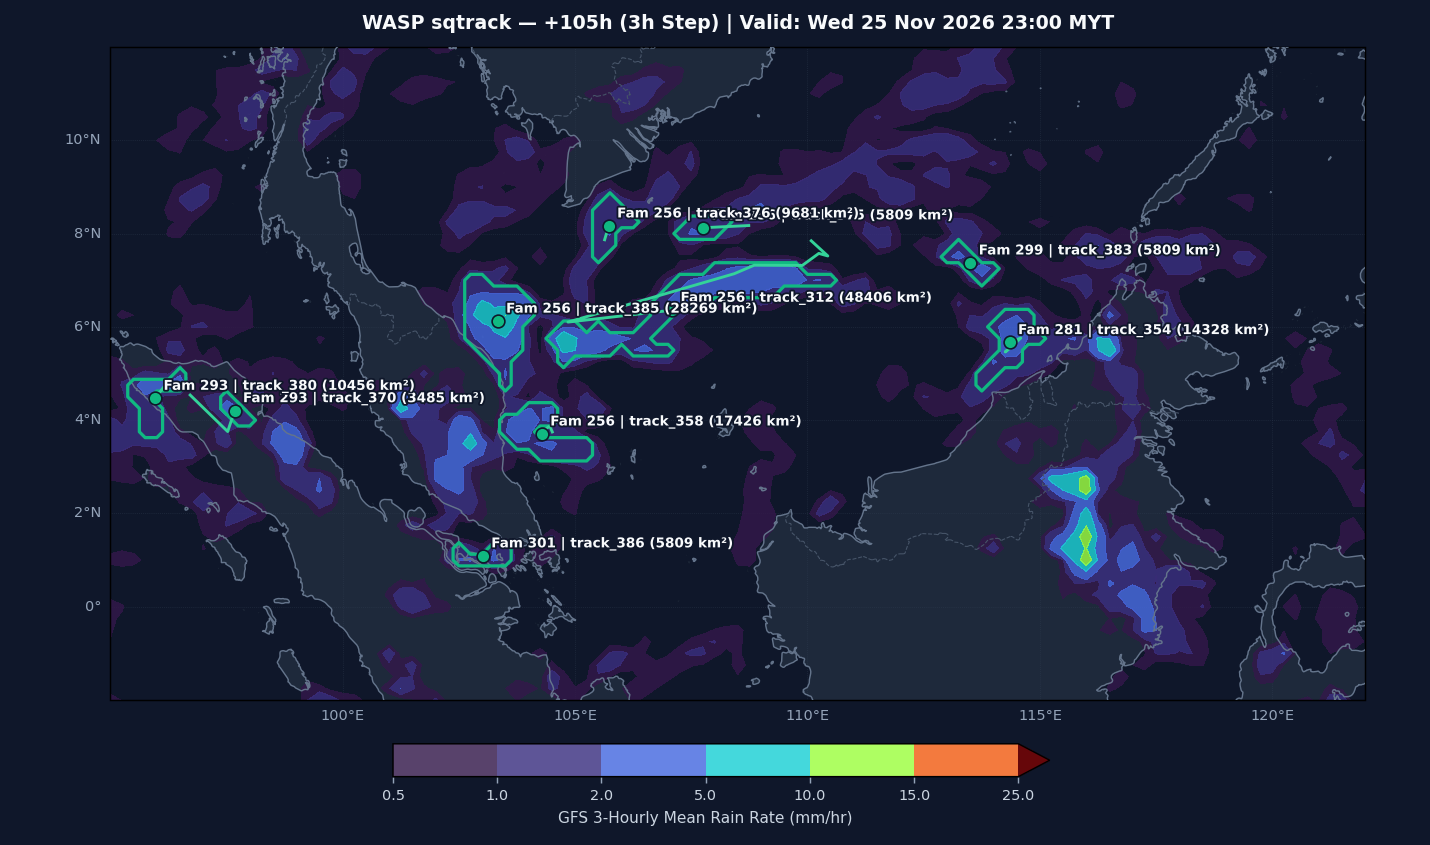 WASP sqtrack — +105h (3h Step) | Valid: Wed 25 Nov 2026 23:00 MYT
10°N
8°N
6°N
4°N
2°N
0°
Fam 256 | track_376 (9681 km²)
(5809 km²)
Fam 299 | track_383 (5809 km²)
Fam 256 | track_312 (48406 km²)
Fam 256 | track_385 (28269 km²)
Fam 281 | track_354 (14328 km²)
Fam 293 | track_380 (10456 km²)
Fam 293 | track_370 (3485 km²)
Fam 256 | track_358 (17426 km²)
Fam 301 | track_386 (5809 km²)
100°E 105°E 110°E 115°E 120°E
0.5 1.0 2.0 5.0 10.0 15.0 25.0
GFS 3-Hourly Mean Rain Rate (mm/hr)